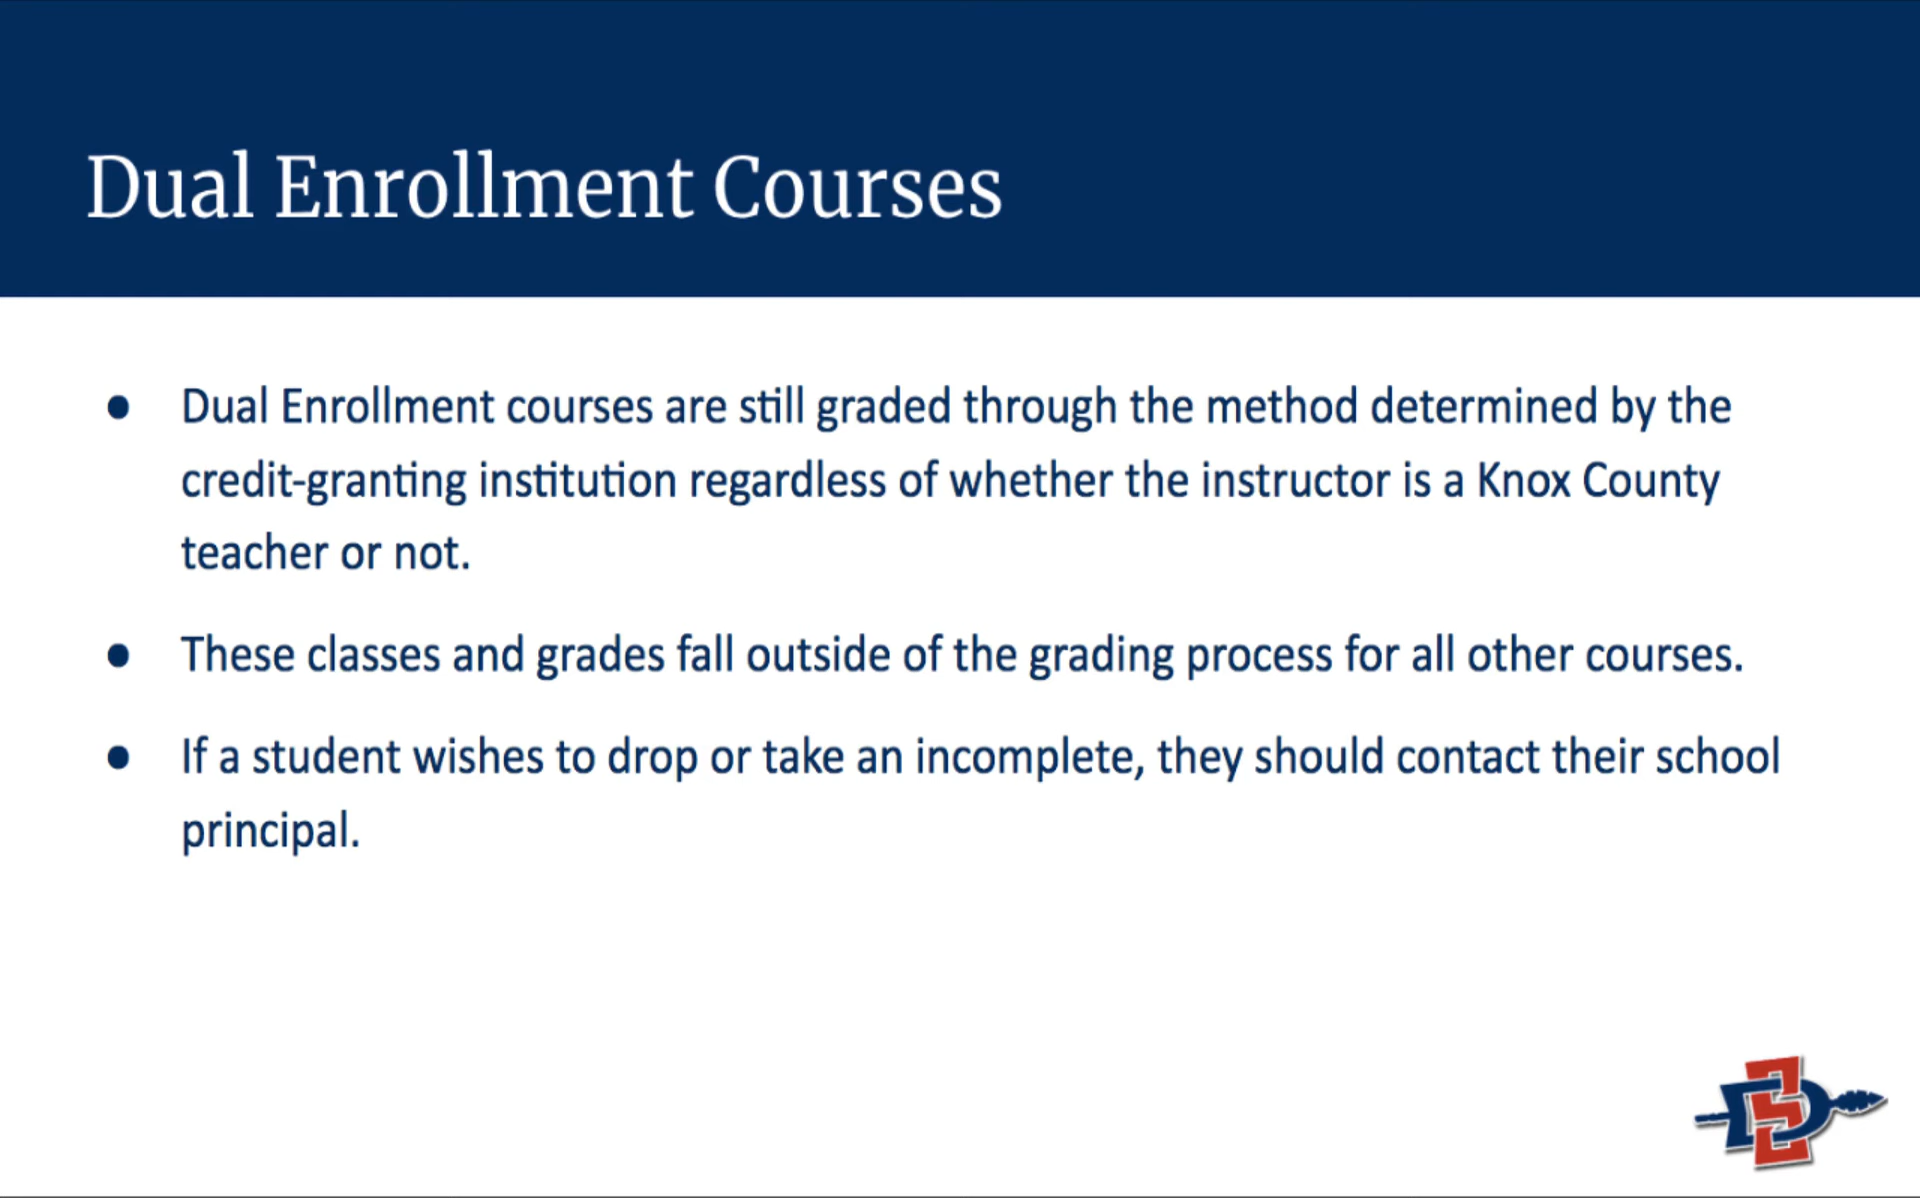 Dual Enrollment Courses
● Dual Enrollment courses are still graded through the method determined by the
credit-granting institution regardless of whether the instructor is a Knox County
teacher or not.
● These classes and grades fall outside of the grading process for all other courses.
● If a student wishes to drop or take an incomplete, they should contact their school
principal.